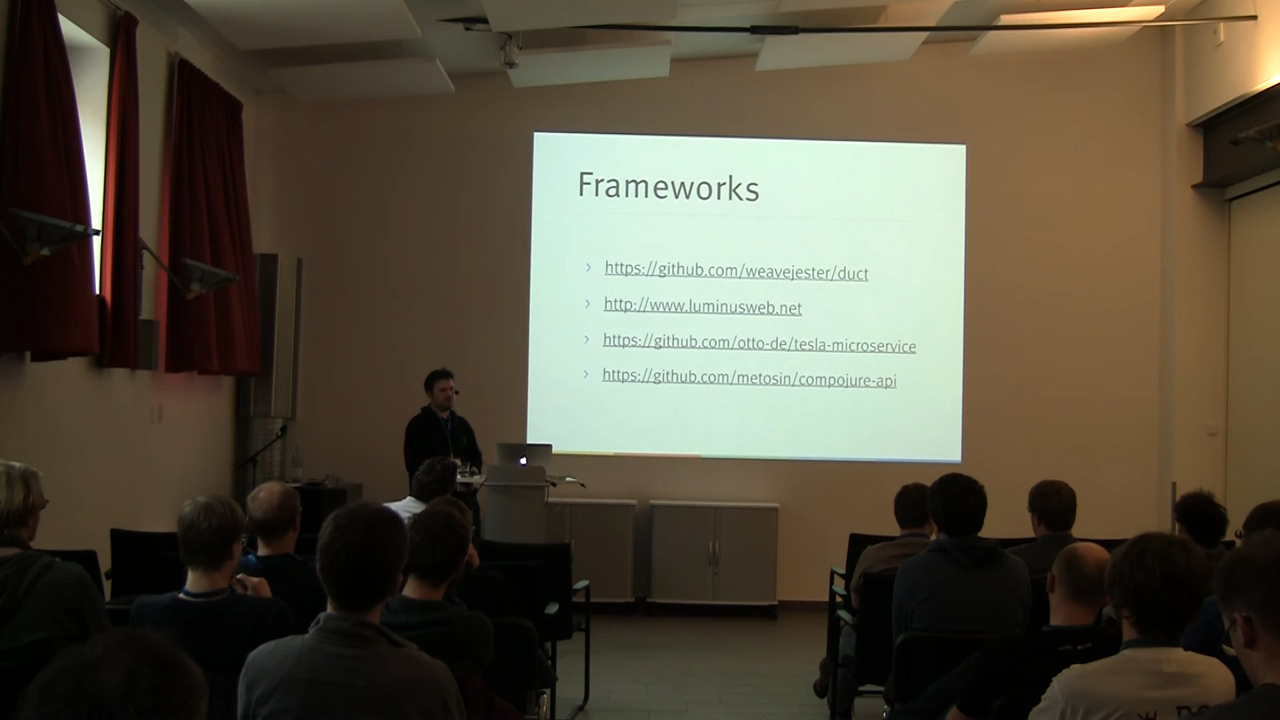 Frameworks
https://github.com/weavejester/duct
http://www.luminusweb.net
https://github.com/otto-de/tesla-microservice
https://github.com/metosin/compojure-api